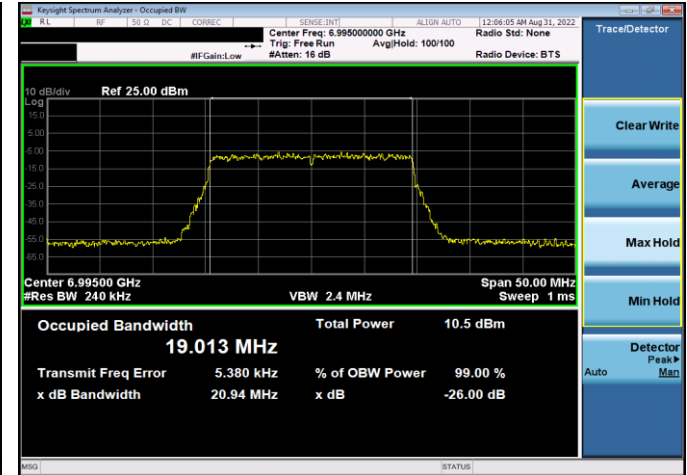 Keysight Spectrum Analyzer - Occupied BW
RL RF 50 Ω DC CORREC SENSE:INT ALIGN AUTO 12:06:05 AM Aug 31, 2022
Center Freq: 6.995000000 GHz Radio Std: None
Trig: Free Run Avg|Hold: 100/100
#IFGain:Low #Atten: 16 dB Radio Device: BTS
Trace/Detector
10 dB/div Ref 25.00 dBm
Log
15.0
5.00
-5.00
-15.0
-25.0
-35.0
-45.0
-55.0
-65.0
Center 6.99500 GHz Span 50.00 MHz
#Res BW 240 kHz VBW 2.4 MHz Sweep 1 ms
Occupied Bandwidth Total Power 10.5 dBm
19.013 MHz
Transmit Freq Error 5.380 kHz % of OBW Power 99.00 %
x dB Bandwidth 20.94 MHz x dB -26.00 dB
Clear Write
Average
Max Hold
Min Hold
Detector
Peak▶
Auto Man
MSG STATUS